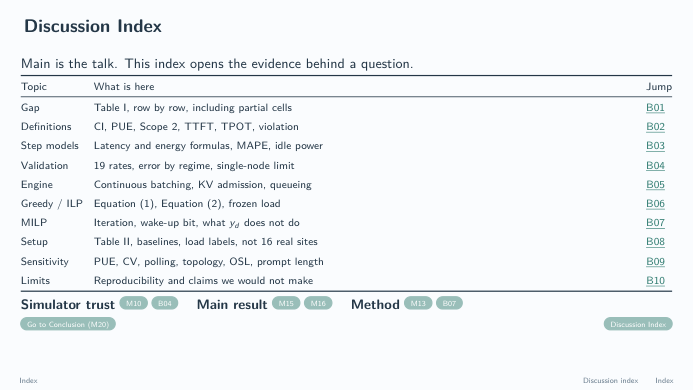 Discussion Index
Main is the talk. This index opens the evidence behind a question.
Topic What is here Jump
Gap Table I, row by row, including partial cells B01
Definitions CI, PUE, Scope 2, TTFT, TPOT, violation B02
Step models Latency and energy formulas, MAPE, idle power B03
Validation 19 rates, error by regime, single-node limit B04
Engine Continuous batching, KV admission, queueing B05
Greedy / ILP Equation (1), Equation (2), frozen load B06
MILP Iteration, wake-up bit, what y_d does not do B07
Setup Table II, baselines, load labels, not 16 real sites B08
Sensitivity PUE, CV, polling, topology, OSL, prompt length B09
Limits Reproducibility and claims we would not make B10
Simulator trust M10 B04 Main result M15 M16 Method M13 B07
Go to Conclusion (M20) Discussion Index
Index Discussion index Index